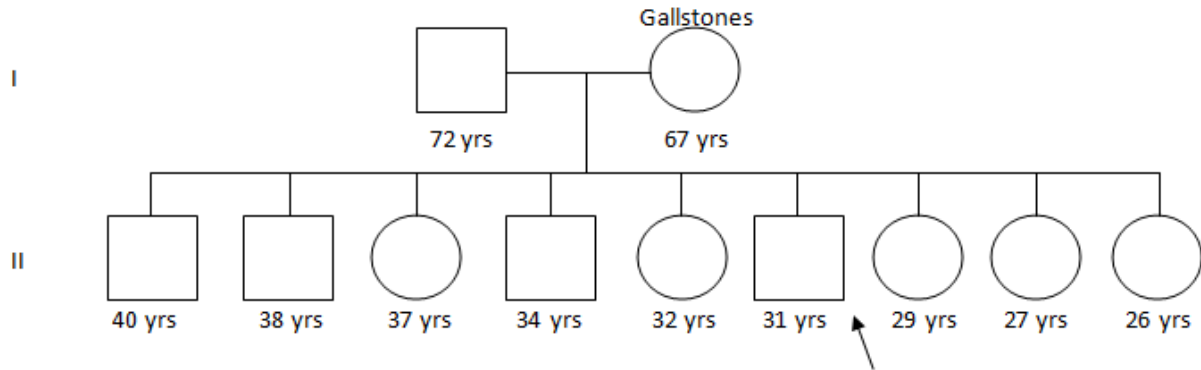 Gallstones
I
72 yrs 67 yrs
II
40 yrs 38 yrs 37 yrs 34 yrs 32 yrs 31 yrs 29 yrs 27 yrs 26 yrs